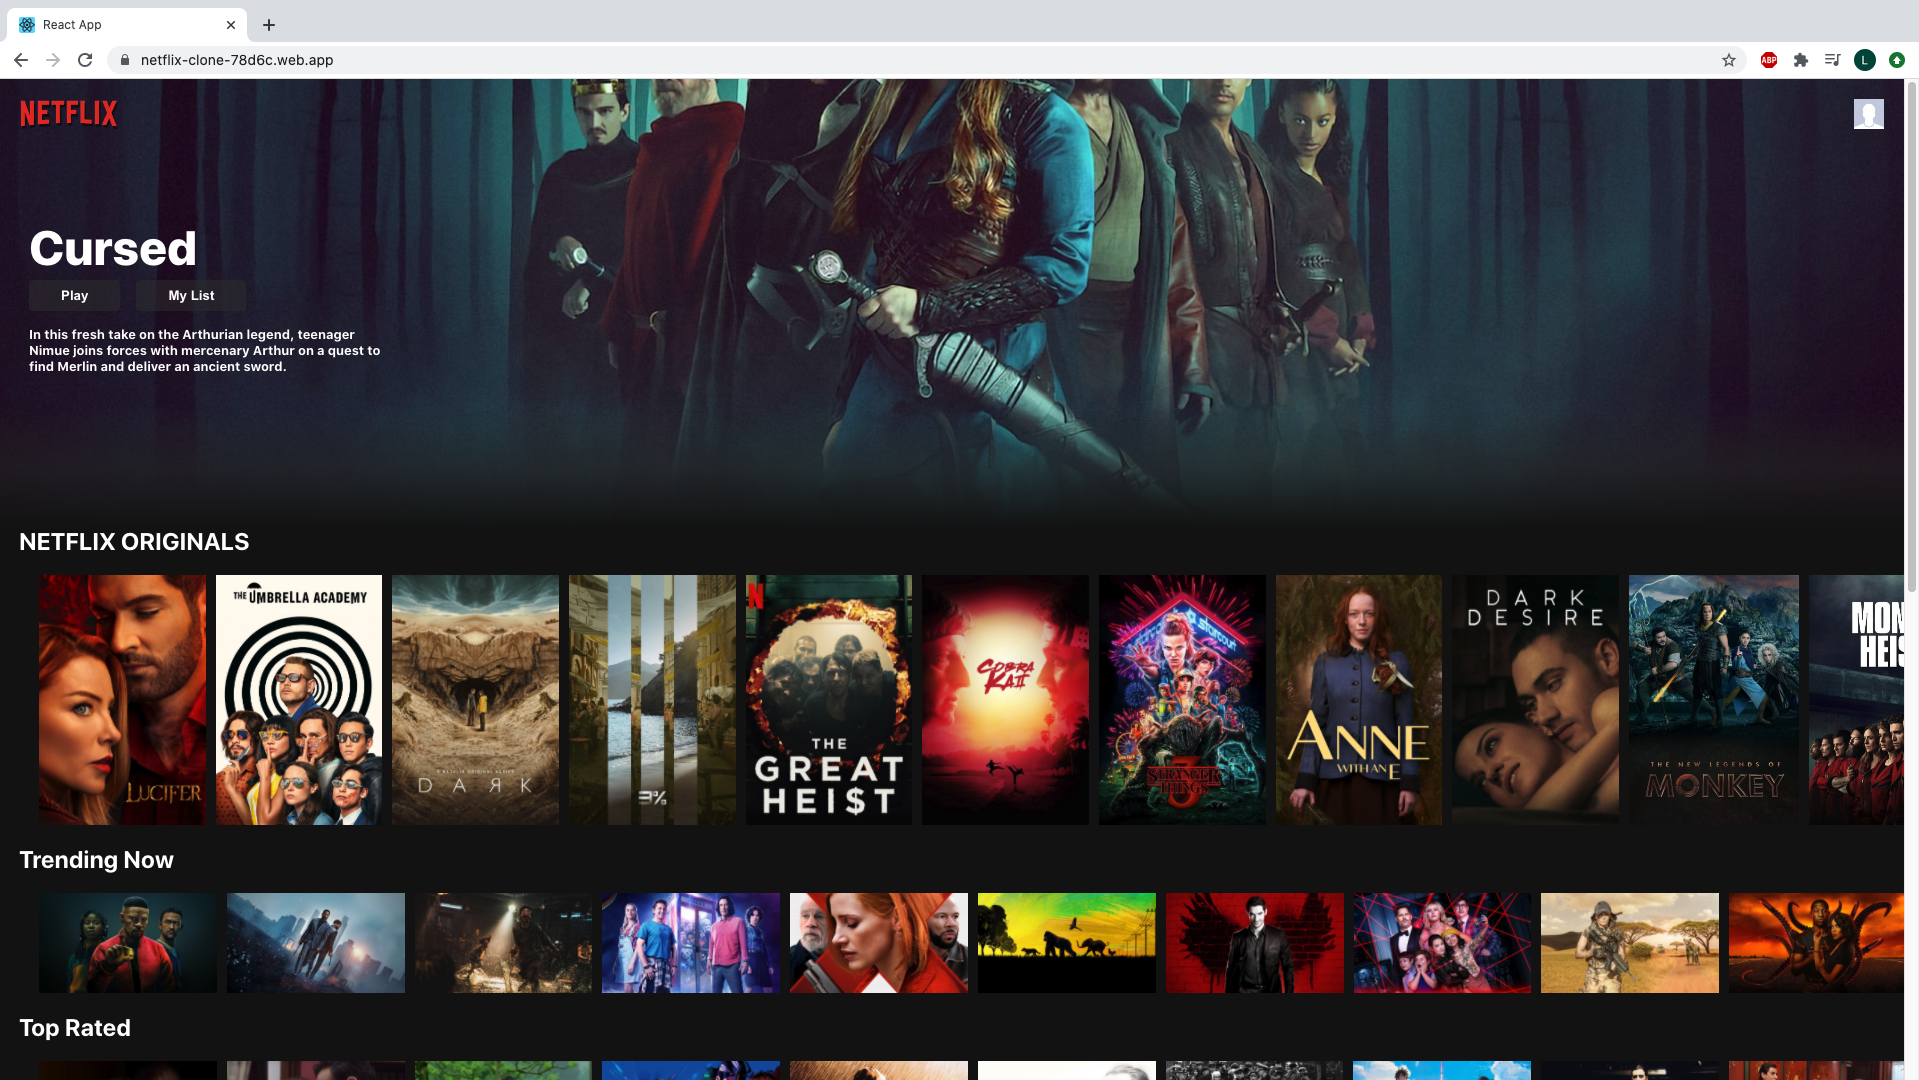 React App
netflix-clone-78d6c.web.app
ABP
L
NETFLIX
Cursed
Play
My List
In this fresh take on the Arthurian legend, teenager
Nimue joins forces with mercenary Arthur on a quest to
find Merlin and deliver an ancient sword.
NETFLIX ORIGINALS
LUCIFER
THE UMBRELLA ACADEMY
A NETFLIX ORIGINAL SERIES
DARK
3%
N
THE
GREAT
HEI$T
COBRA
KAI
starcourt
STRANGER
THINGS
3
ANNE
WITH AN E
DARK
DESIRE
THE NEW LEGENDS OF
MONKEY
MON
HEIS
Trending Now
Top Rated